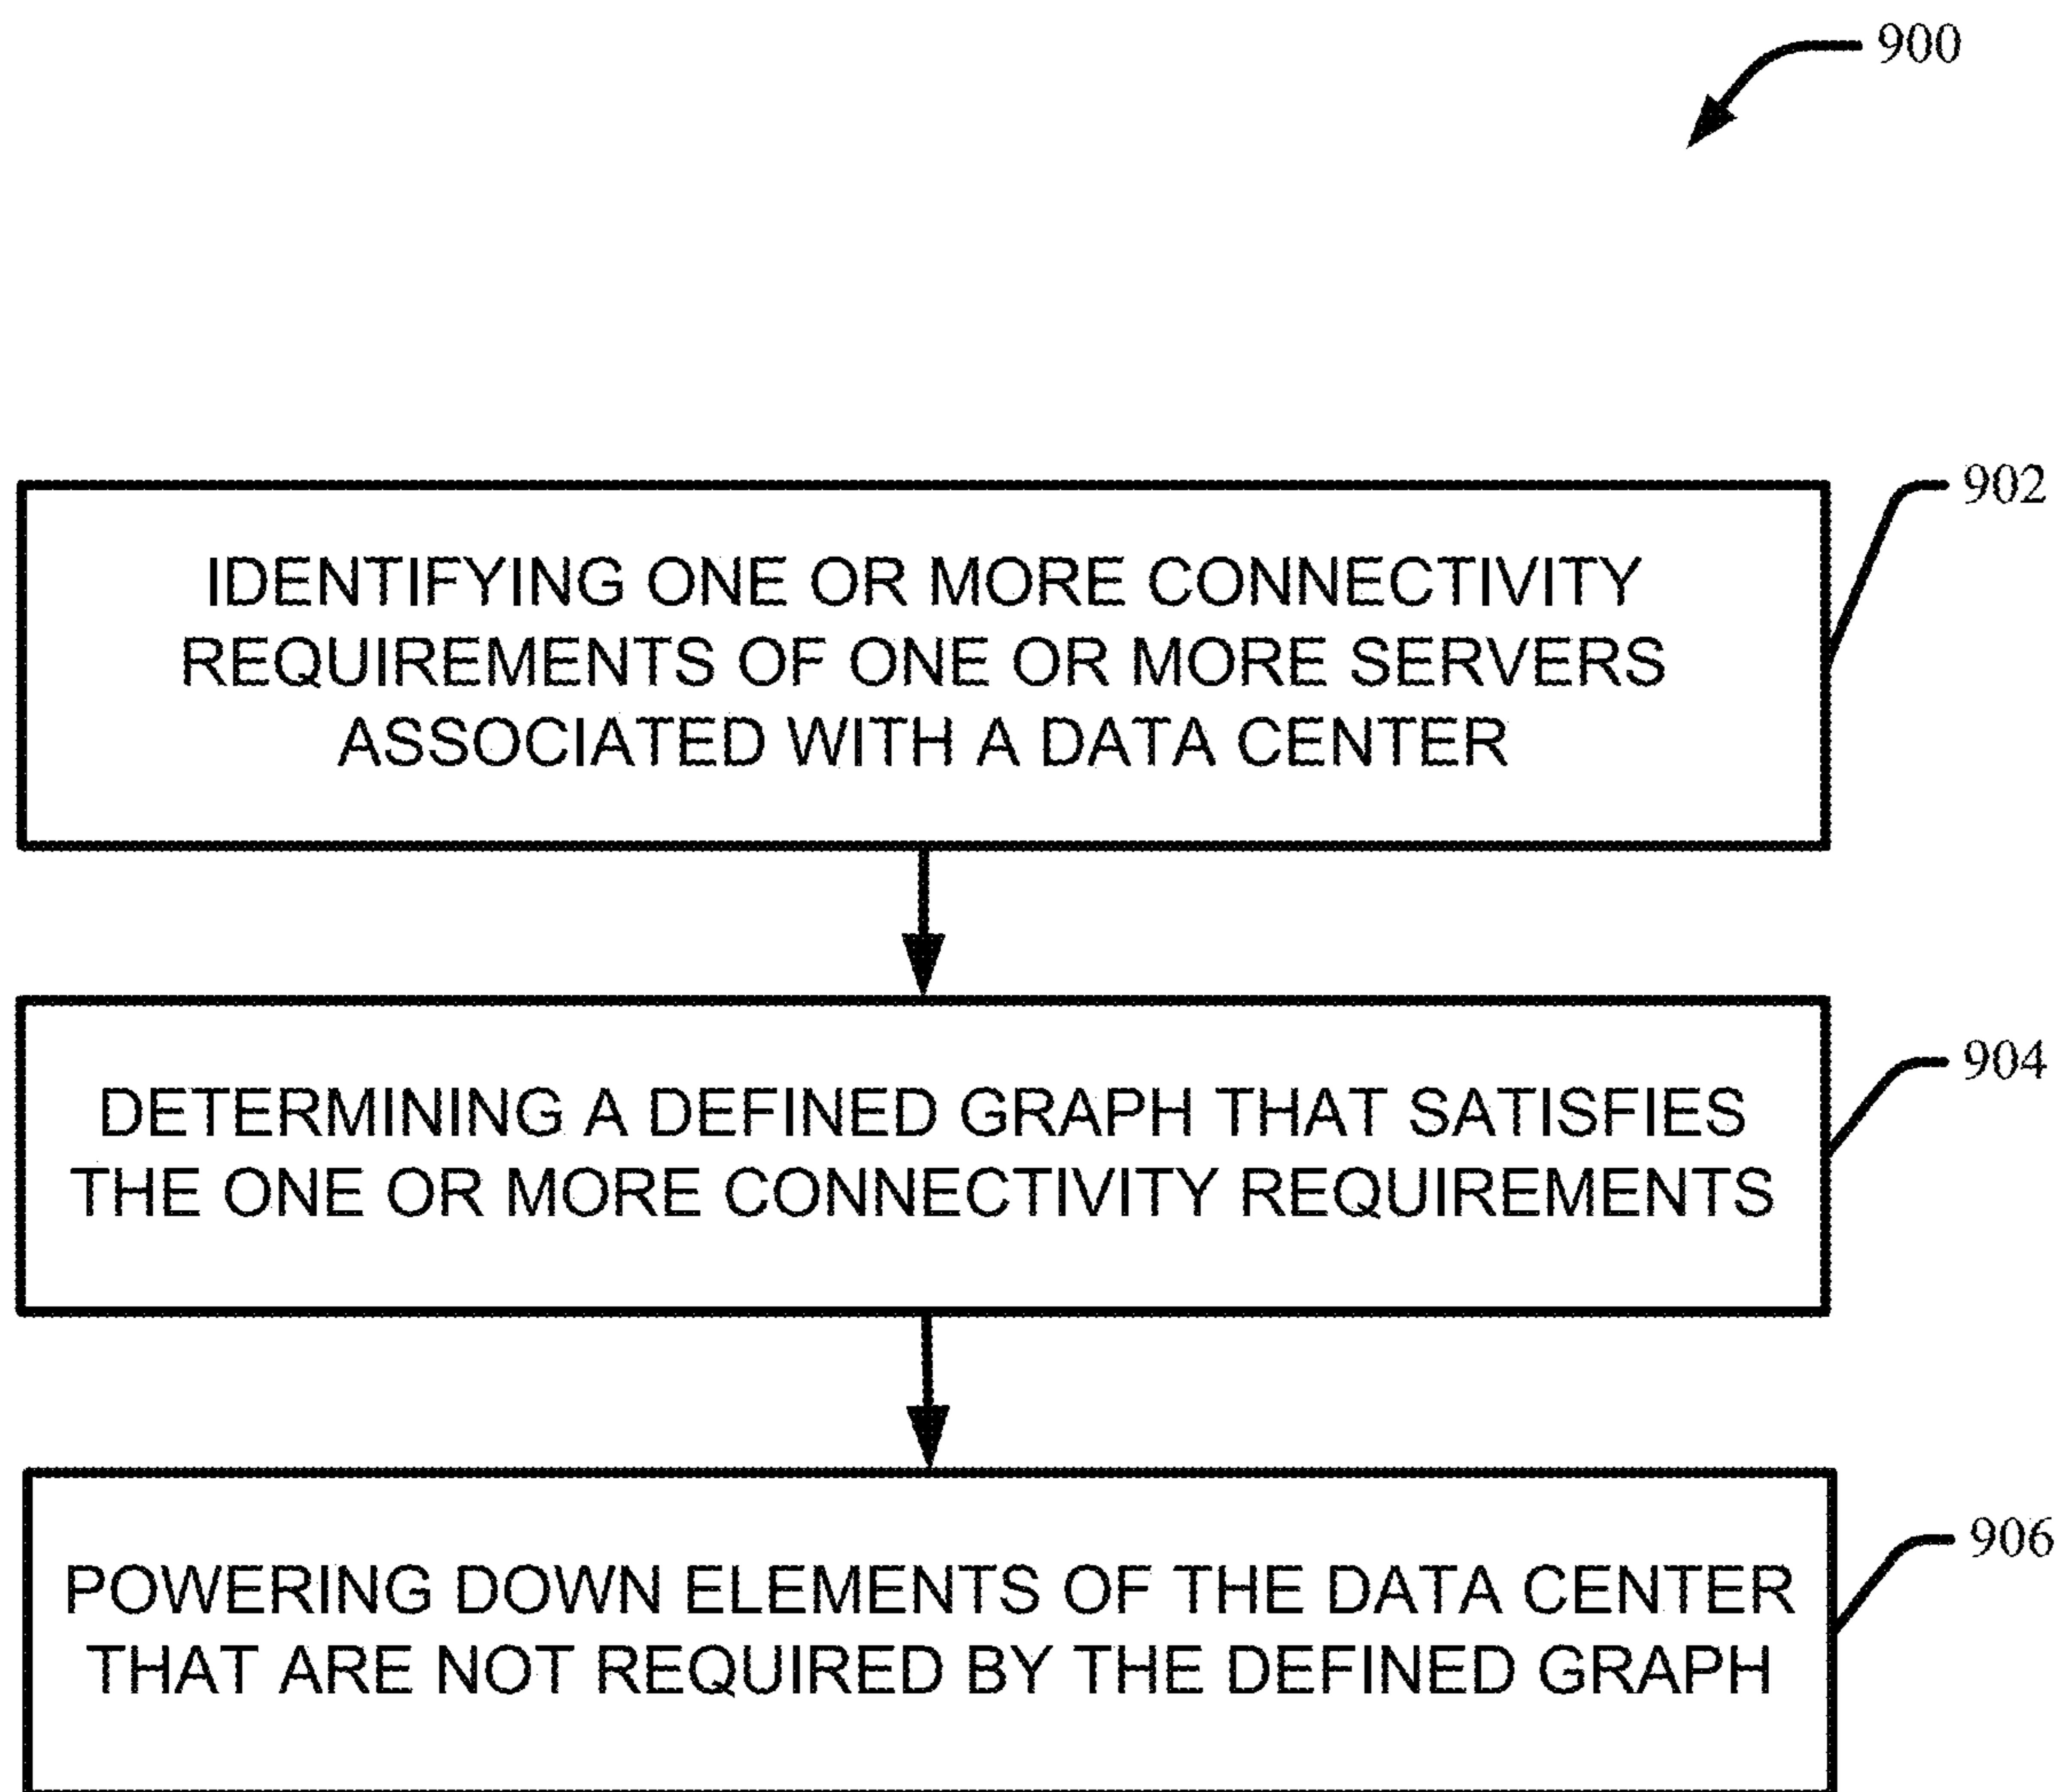 900
902
IDENTIFYING ONE OR MORE CONNECTIVITY
REQUIREMENTS OF ONE OR MORE SERVERS
ASSOCIATED WITH A DATA CENTER
904
DETERMINING A DEFINED GRAPH THAT SATISFIES
THE ONE OR MORE CONNECTIVITY REQUIREMENTS
906
POWERING DOWN ELEMENTS OF THE DATA CENTER
THAT ARE NOT REQUIRED BY THE DEFINED GRAPH